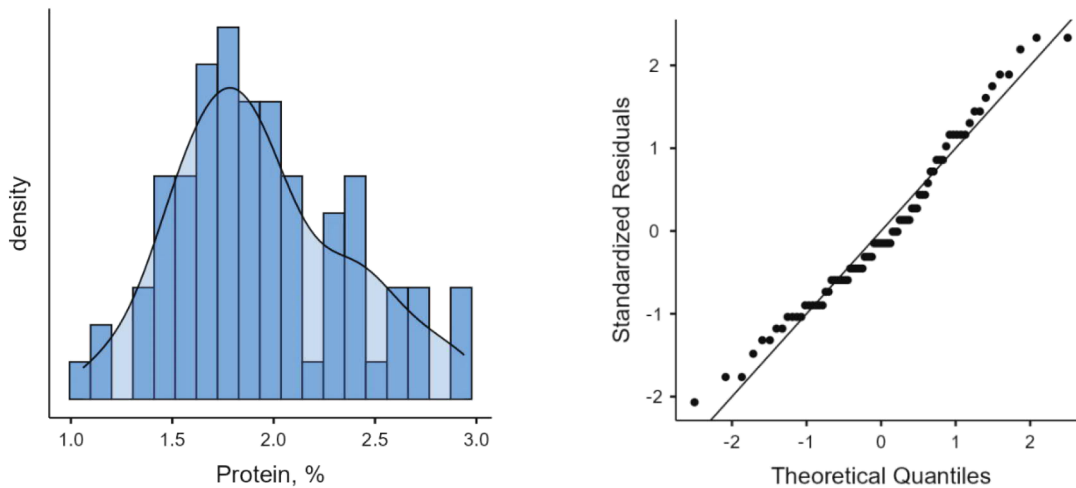 density
1.0 1.5 2.0 2.5 3.0
Protein, %
Standardized Residuals
2
1
0
-1
-2
-2 -1 0 1 2
Theoretical Quantiles